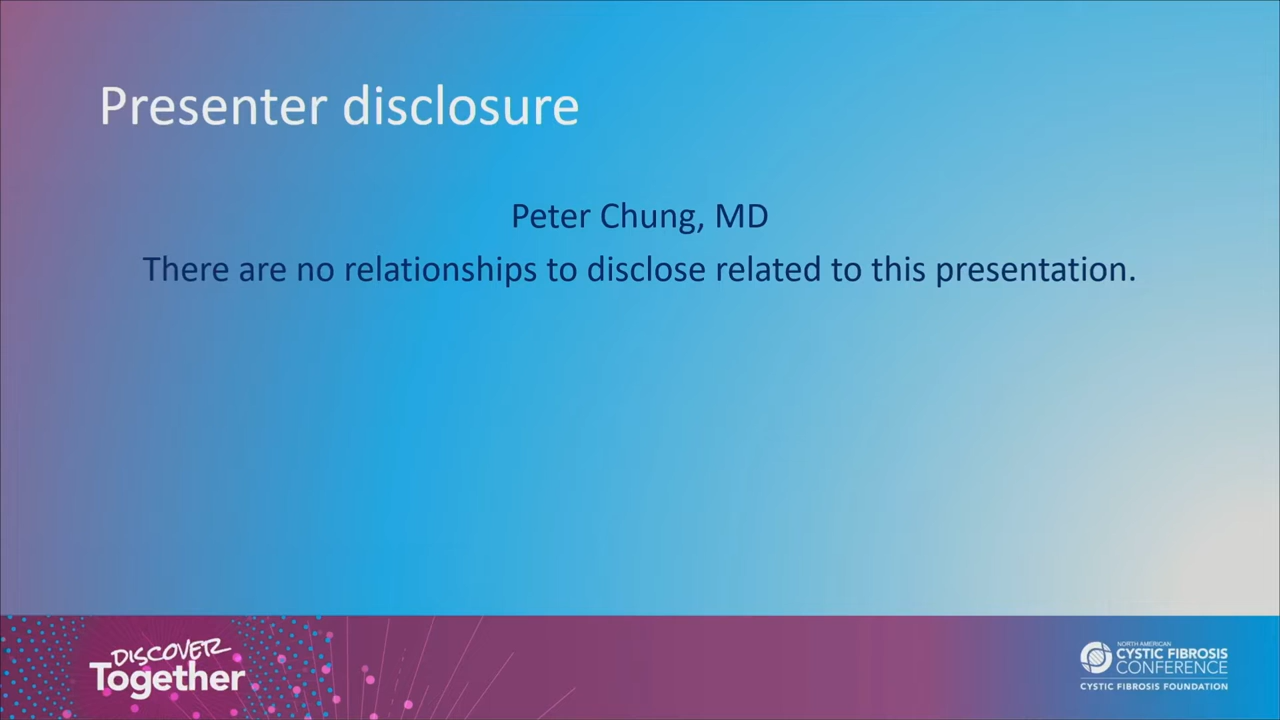 Presenter disclosure
Peter Chung, MD
There are no relationships to disclose related to this presentation.
DISCOVER
Together
NORTH AMERICAN
CYSTIC FIBROSIS
CONFERENCE
CYSTIC FIBROSIS FOUNDATION